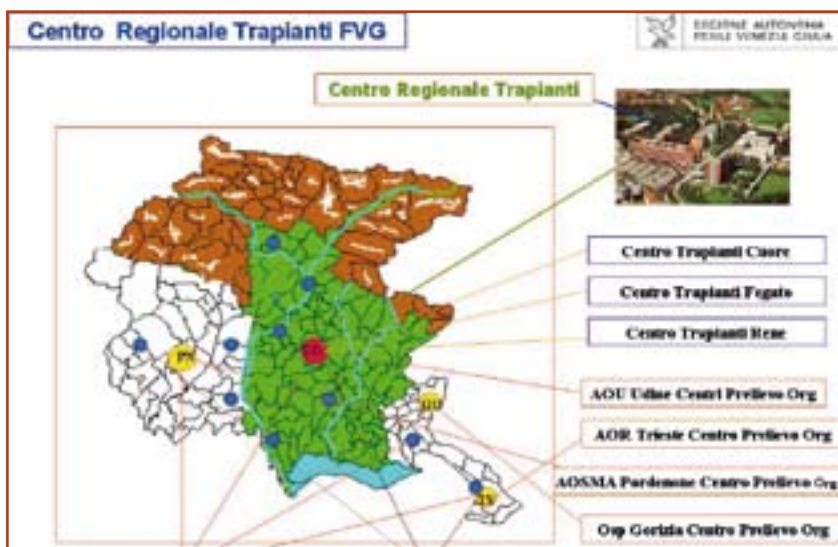 Centro Regionale Trapianti FVG
REGIONE AUTONOMA
FRIULI VENEZIA GIULIA
Centro Regionale Trapianti
Centro Trapianti Cuore
Centro Trapianti Fegato
Centro Trapianti Rene
AOU Udine Centri Prelievo Org
AOR Trieste Centro Prelievo Org
AOSMA Pordenone Centro Prelievo Org
Osp Gorizia Centro Prelievo Org
PN